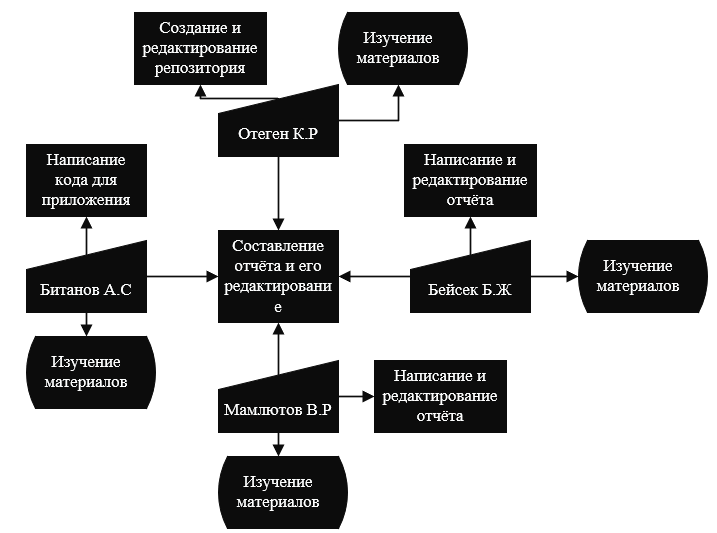 Создание и
редактирование
репозитория
Изучение
материалов
Отеген К.Р
Написание
кода для
приложения
Написание и
редактирование
отчёта
Составление
отчёта и его
редактировани
е
Битанов А.С
Бейсек Б.Ж
Изучение
материалов
Изучение
материалов
Написание и
редактирование
отчёта
Мамлютов В.Р
Изучение
материалов